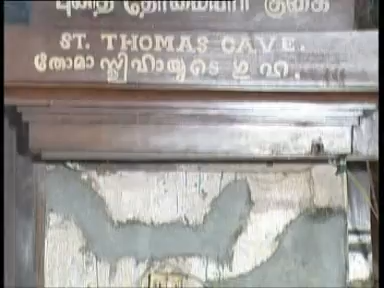 புனித தோமையார் குகை
ST. THOMAS CAVE.
തോമാ സ്ലീഹായുടെ ഗുഹ.